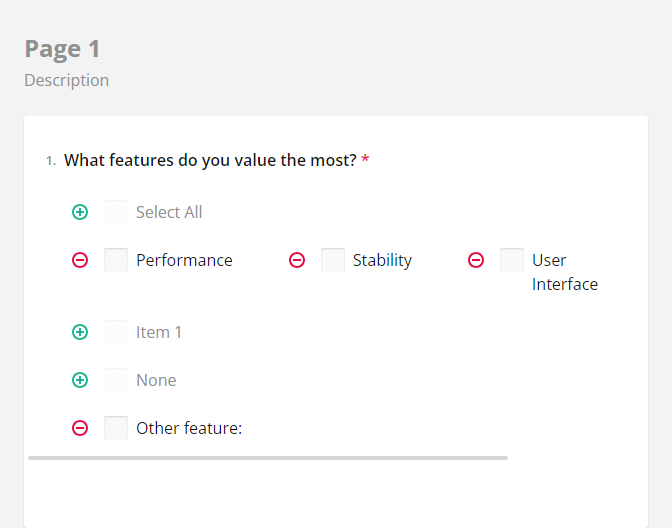 Page 1
Description
1. What features do you value the most? *
Select All
Performance
Stability
User
Interface
Item 1
None
Other feature: